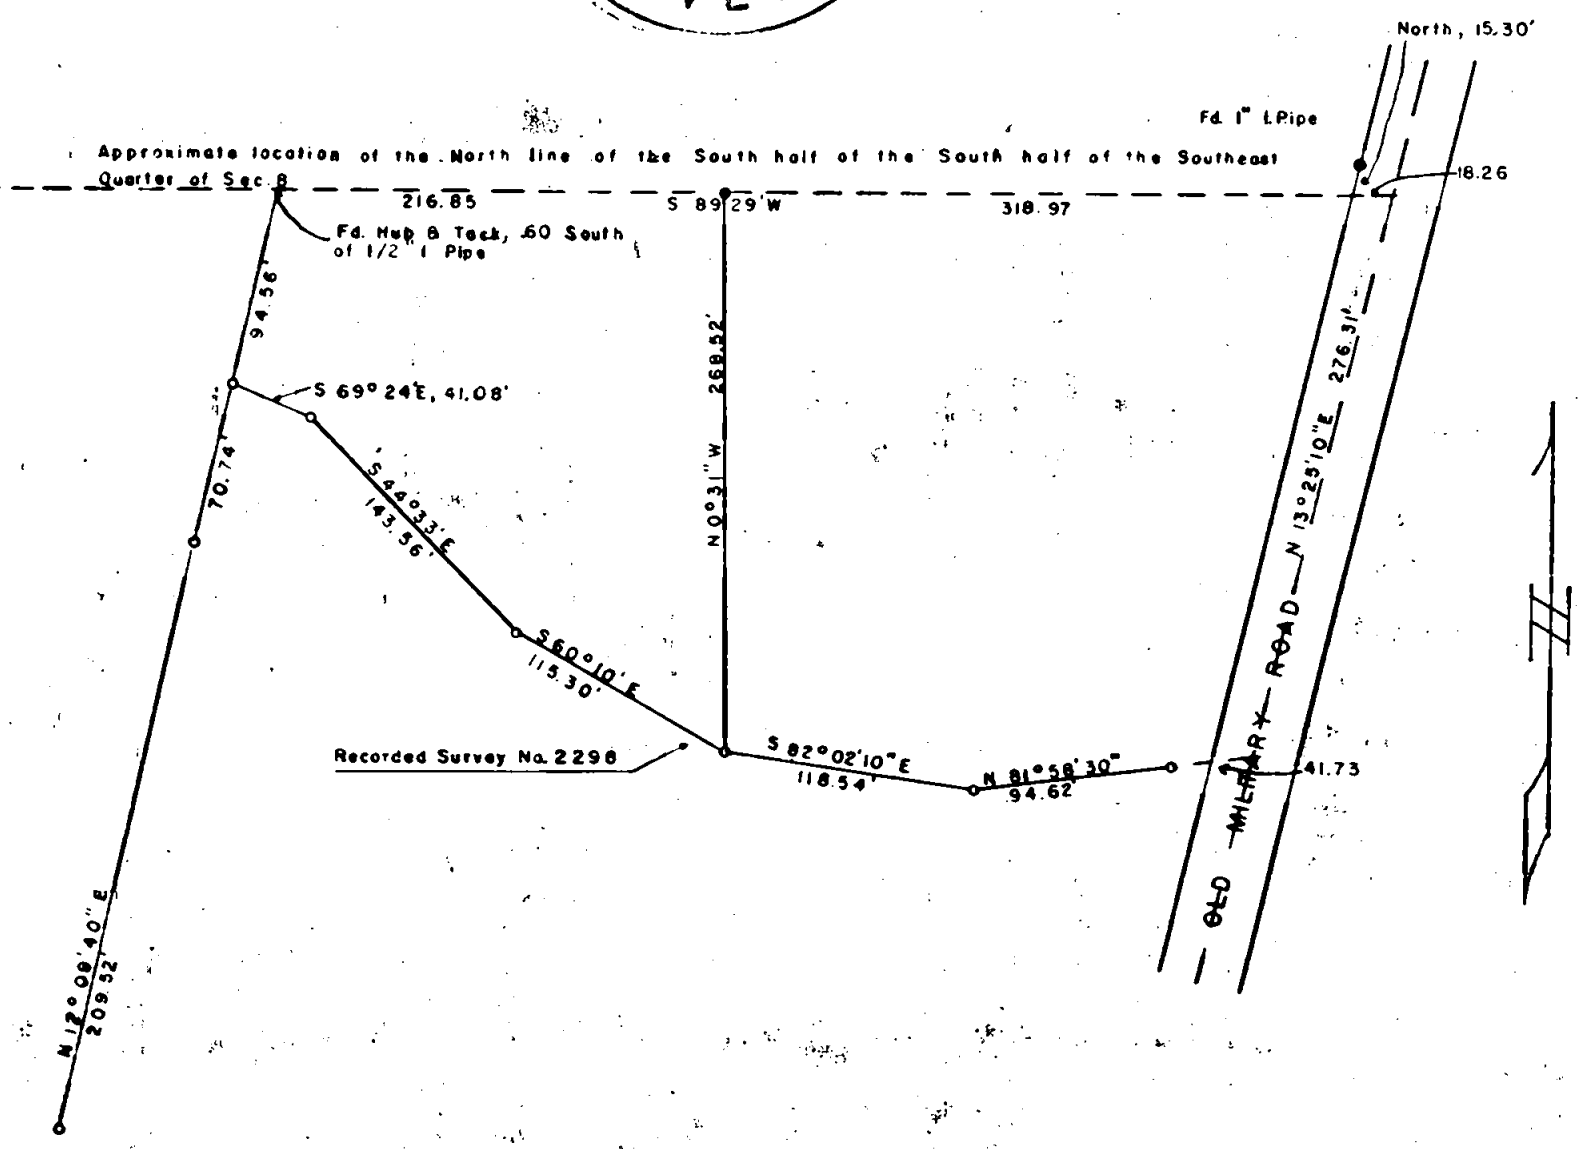 North, 15.30'
Fd. 1" I.Pipe
Approximate location of the North line of the South half of the South half of the Southeast
Quarter of Sec. 8
18.26
216.85
S 89°29'W
318.97
Fd. Hub & Tack, .60 South
of 1/2" I Pipe
94.56'
S 69°24'E, 41.08'
70.74'
S 44°33'E
143.56'
268.52'
N 0°31" W
S 60°10'E
115.30'
Recorded Survey No. 2298
S 82°02'10"E
118.54'
N 81°58'30"
94.62'
41.73
OLD MILITARY ROAD N 13°25'10"E 276.31'
N 12°08'40"E
209.52'